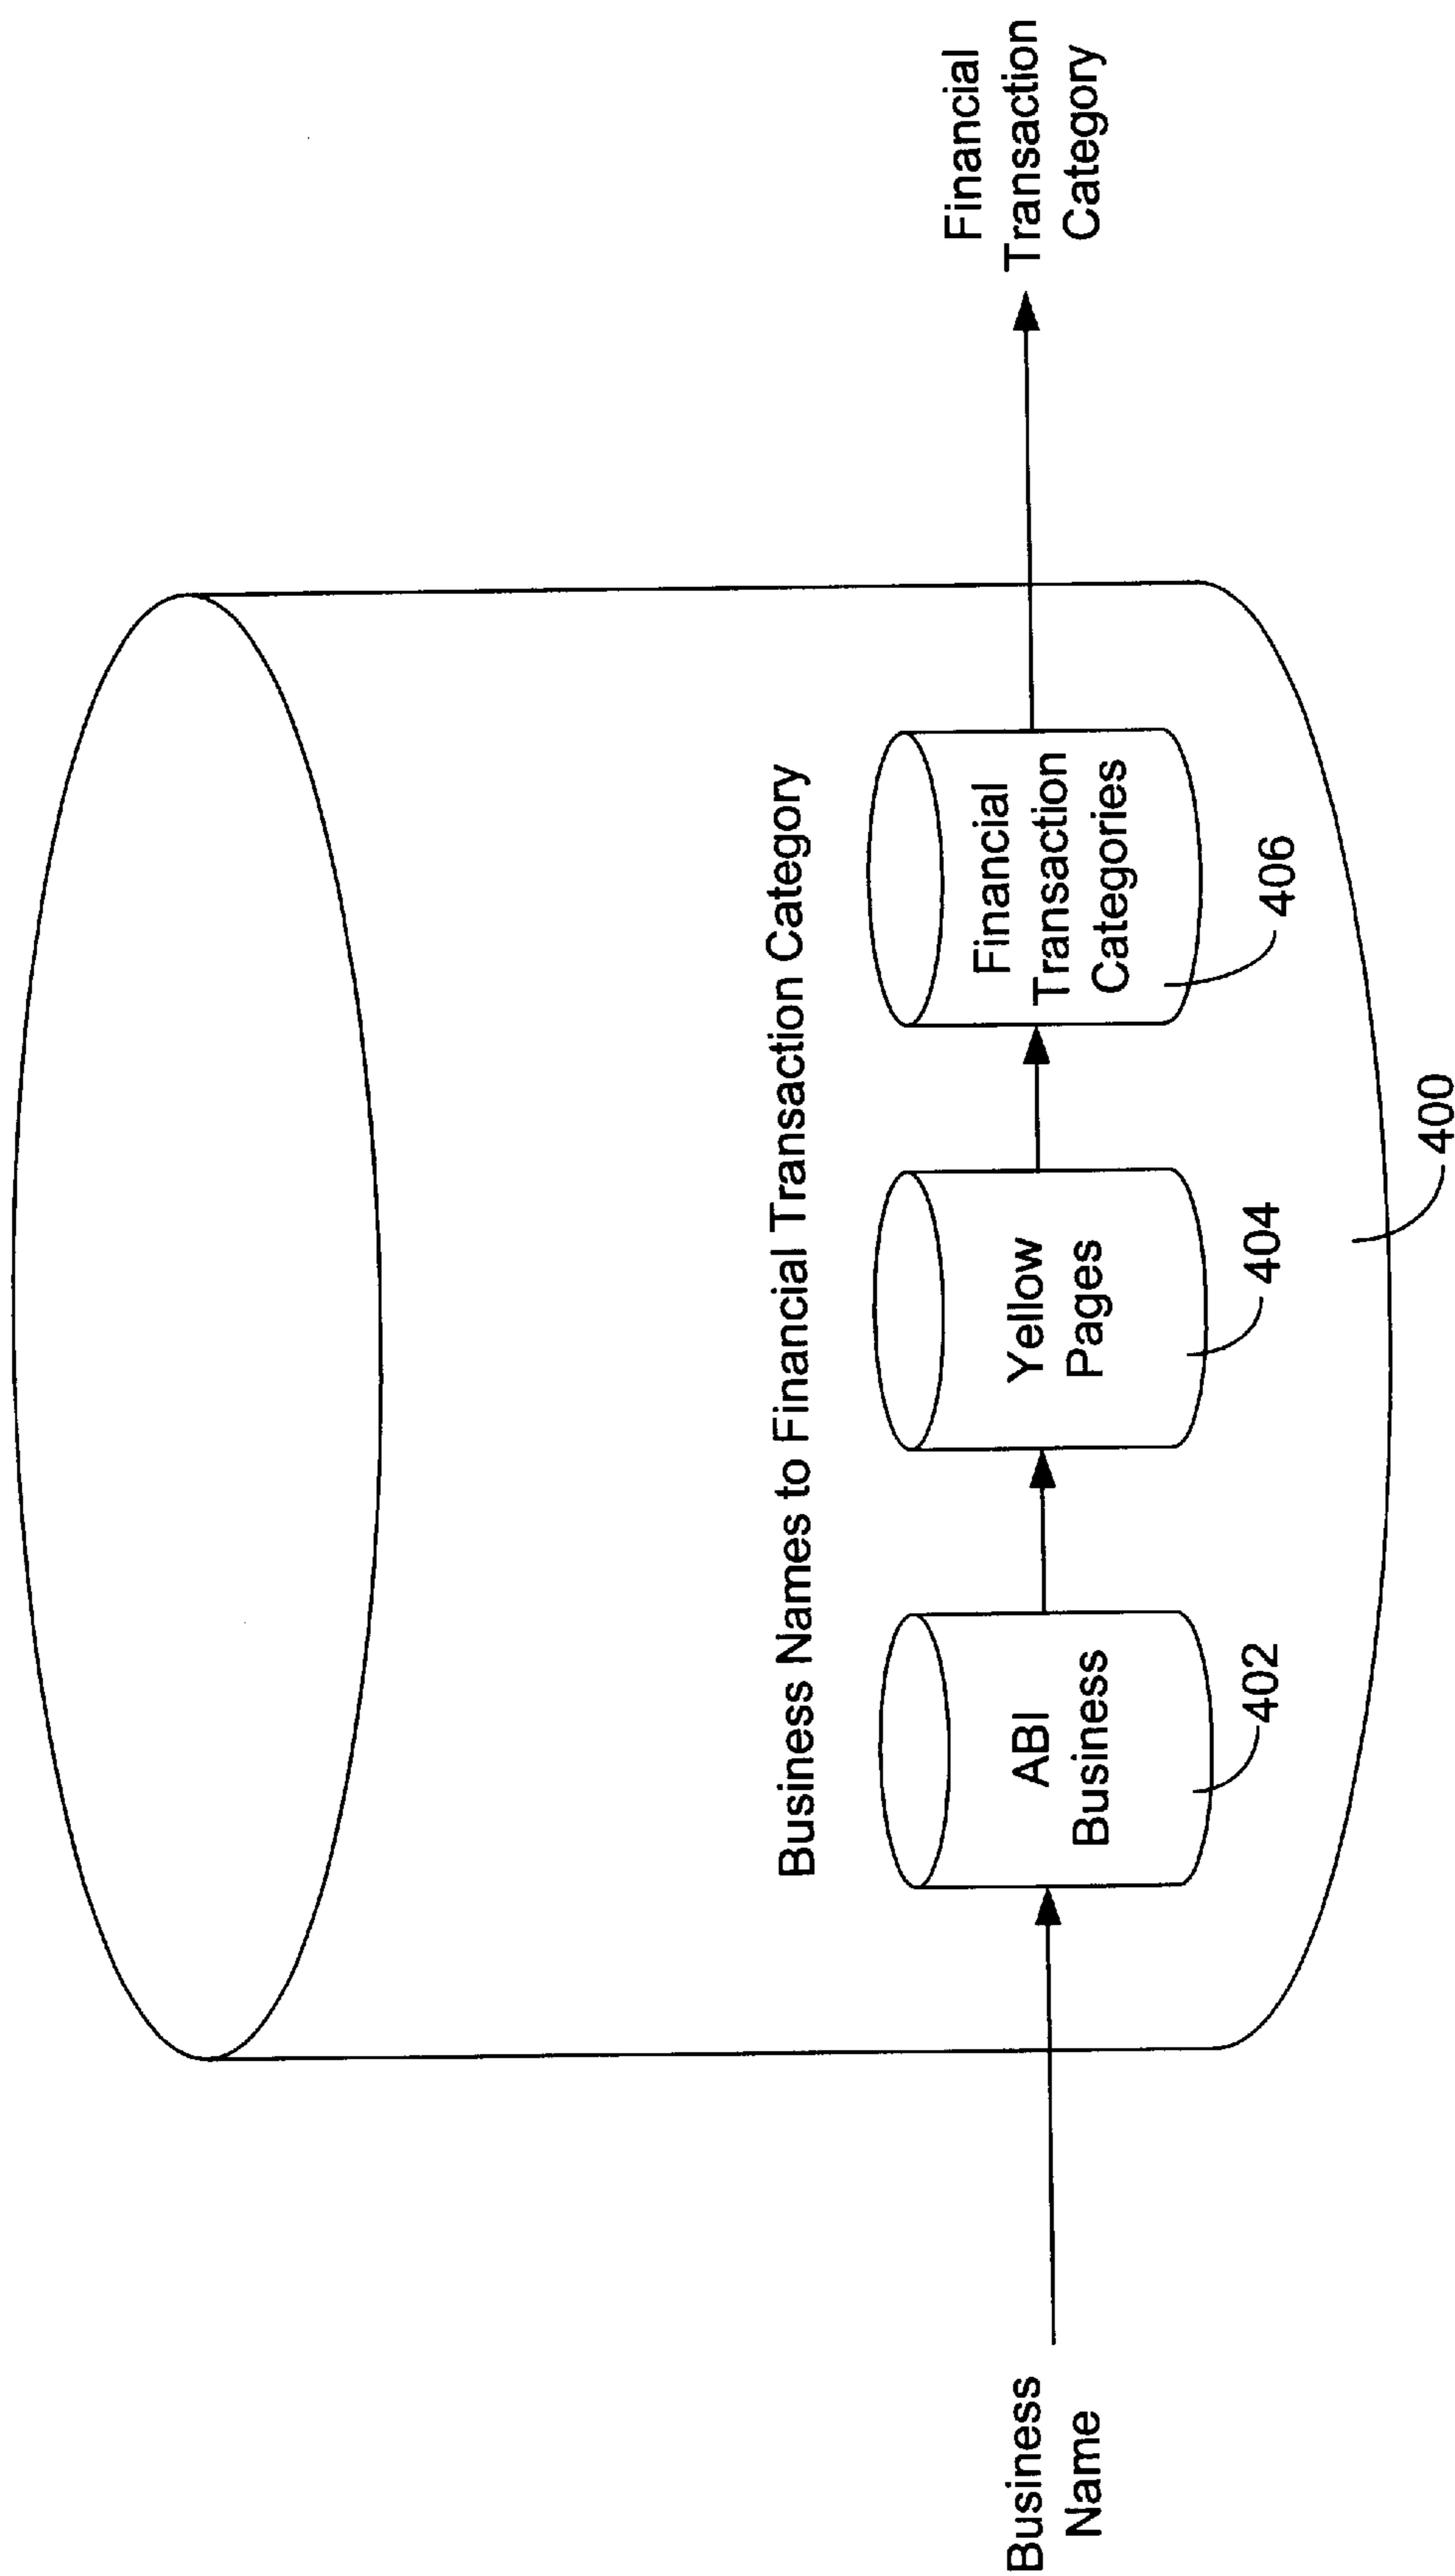 Business Names to Financial Transaction Category
Business
Name
ABI
Business
402
Yellow
Pages
404
Financial
Transaction
Categories
406
Financial
Transaction
Category
400